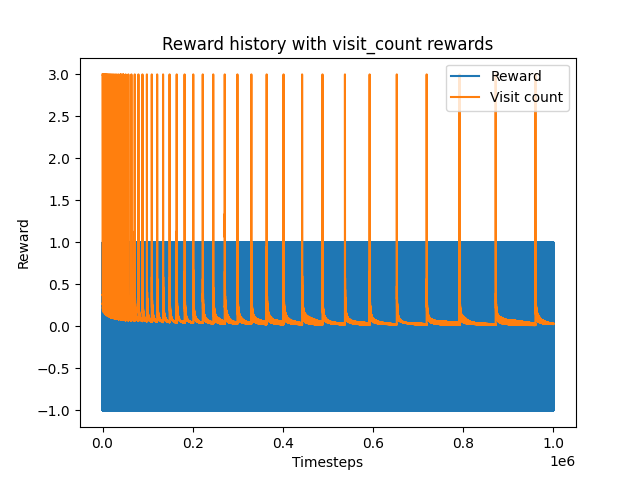 Reward history with visit_count rewards
Reward
Visit count
3.0
2.5
2.0
1.5
1.0
0.5
0.0
−0.5
−1.0
Reward
0.0
0.2
0.4
0.6
0.8
1.0
1e6
Timesteps